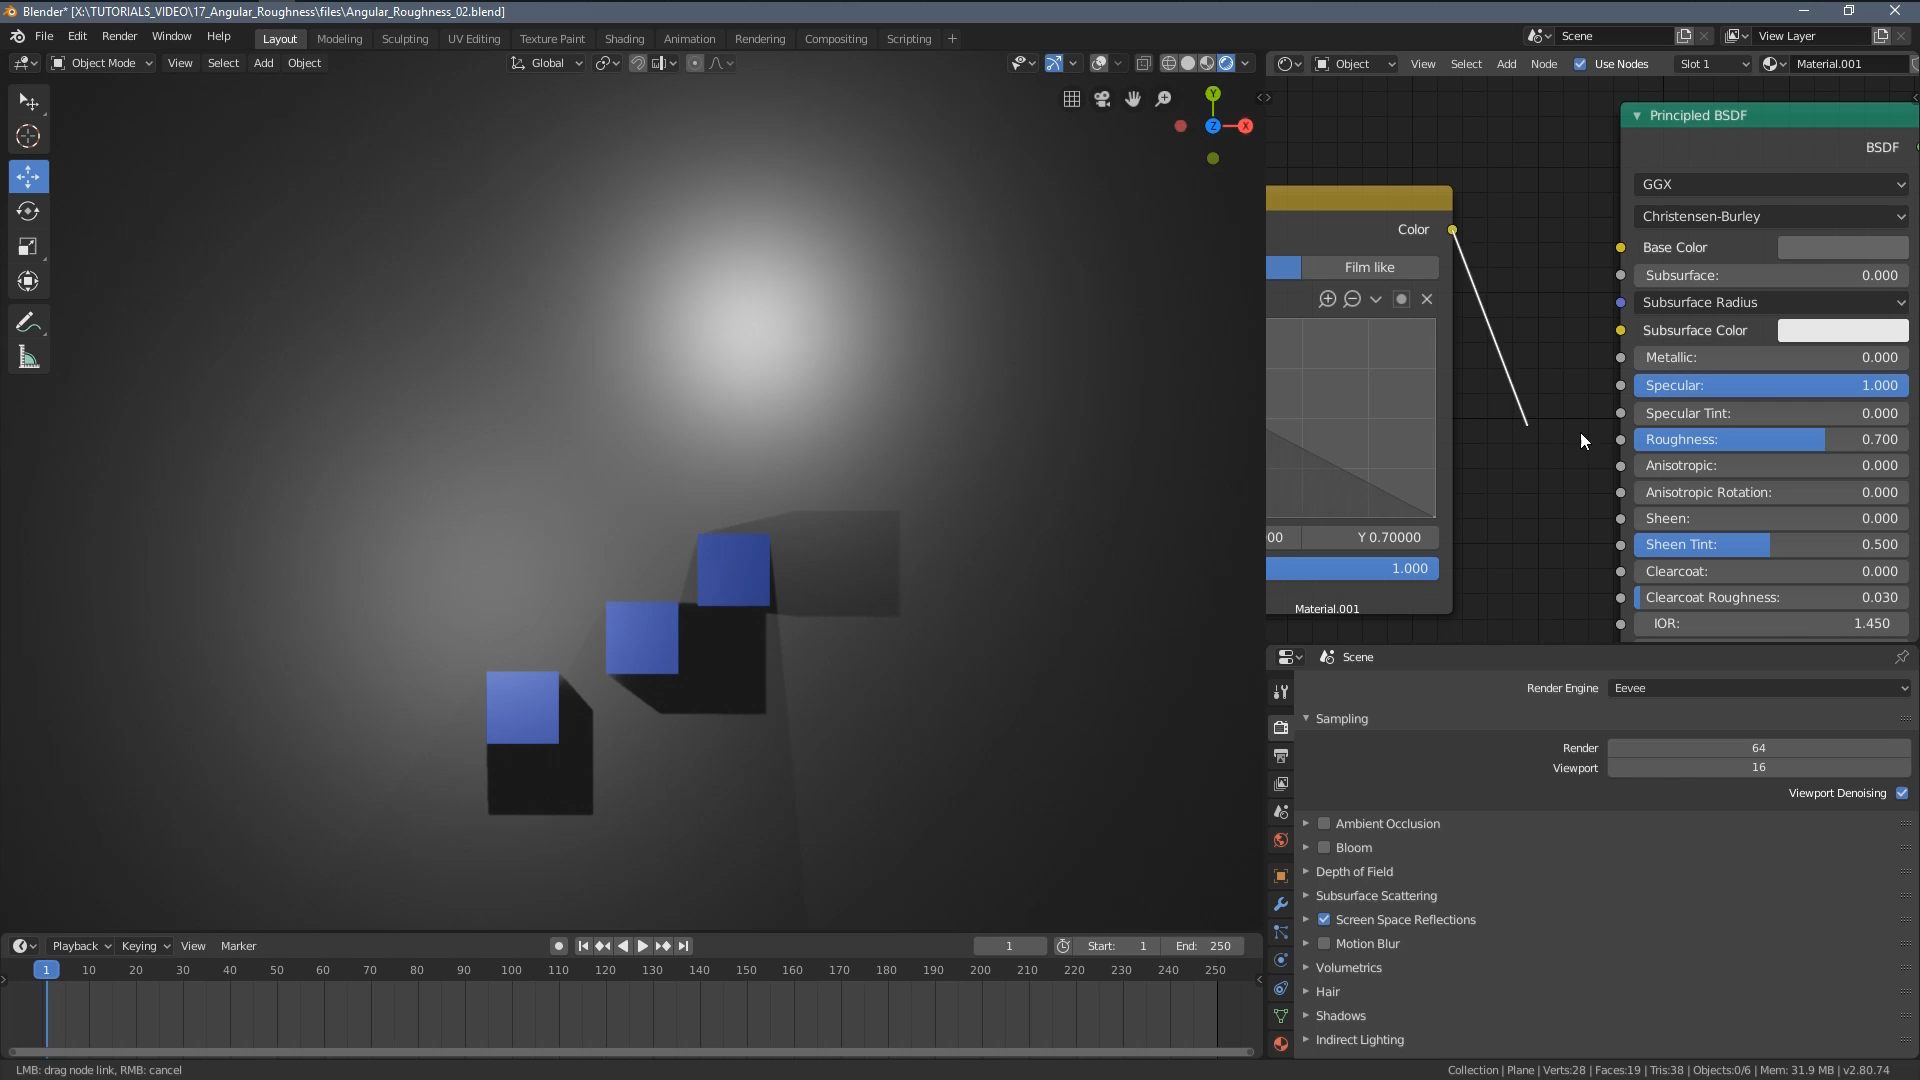 Blender* [X:\TUTORIALS_VIDEO\17_Angular_Roughness\files\Angular_Roughness_02.blend]
File Edit Render Window Help Layout Modeling Sculpting UV Editing Texture Paint Shading Animation Rendering Compositing Scripting + Scene View Layer
Object Mode View Select Add Object Global Object View Select Add Node Use Nodes Slot 1 Material.001
Y
Z X
Principled BSDF
BSDF
GGX
Christensen-Burley
Color
Base Color
Film like
Subsurface: 0.000
Subsurface Radius
Subsurface Color
Metallic: 0.000
Specular: 1.000
Specular Tint: 0.000
Roughness: 0.700
Anisotropic: 0.000
Anisotropic Rotation: 0.000
Sheen: 0.000
00 Y 0.70000
Sheen Tint: 0.500
1.000
Clearcoat: 0.000
Clearcoat Roughness: 0.030
Material.001
IOR: 1.450
Scene
Render Engine Eevee
Sampling
Render 64
Viewport 16
Viewport Denoising
Ambient Occlusion
Bloom
Depth of Field
Subsurface Scattering
Screen Space Reflections
Motion Blur
Volumetrics
Hair
Shadows
Indirect Lighting
Playback Keying View Marker 1 Start: 1 End: 250
1 10 20 30 40 50 60 70 80 90 100 110 120 130 140 150 160 170 180 190 200 210 220 230 240 250
LMB: drag node link, RMB: cancel
Collection | Plane | Verts:28 | Faces:19 | Tris:38 | Objects:0/6 | Mem: 31.9 MB | v2.80.74